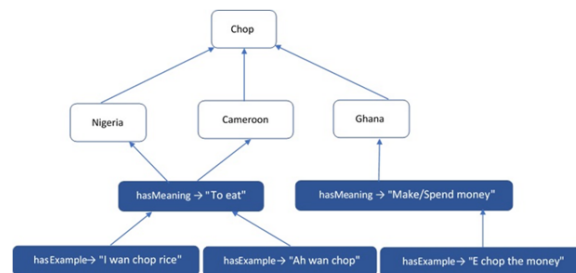 Chop
Nigeria
Cameroon
Ghana
hasMeaning → "To eat"
hasMeaning → "Make/Spend money"
hasExample→ "I wan chop rice"
hasExample→ "Ah wan chop"
hasExample→ "E chop the money"